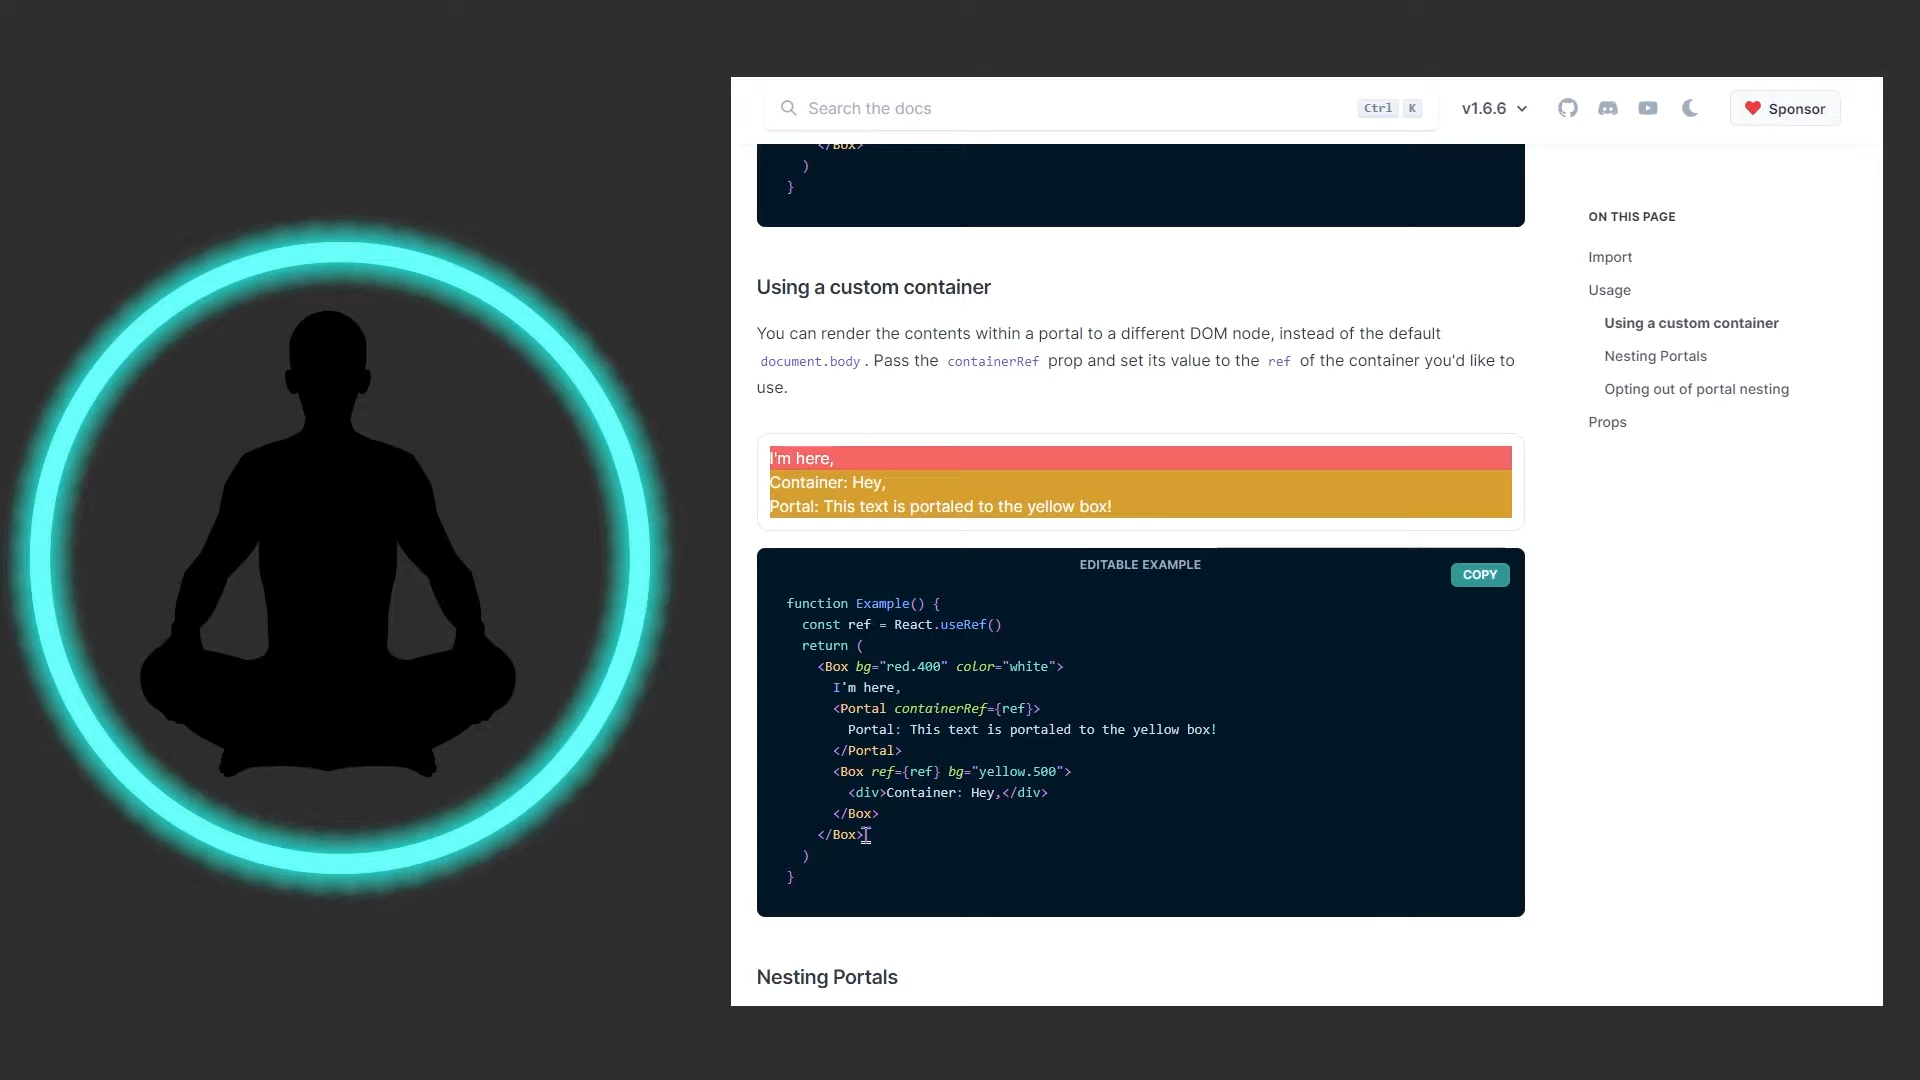 Search the docs
Ctrl K
v1.6.6
Sponsor
</Box>
)
}
Using a custom container
You can render the contents within a portal to a different DOM node, instead of the default
document.body. Pass the containerRef prop and set its value to the ref of the container you'd like to
use.
I'm here,
Container: Hey,
Portal: This text is portaled to the yellow box!
EDITABLE EXAMPLE
COPY
function Example() {
const ref = React.useRef()
return (
<Box bg="red.400" color="white">
I'm here,
<Portal containerRef={ref}>
Portal: This text is portaled to the yellow box!
</Portal>
<Box ref={ref} bg="yellow.500">
<div>Container: Hey,</div>
</Box>
</Box>
)
}
Nesting Portals
ON THIS PAGE
Import
Usage
Using a custom container
Nesting Portals
Opting out of portal nesting
Props